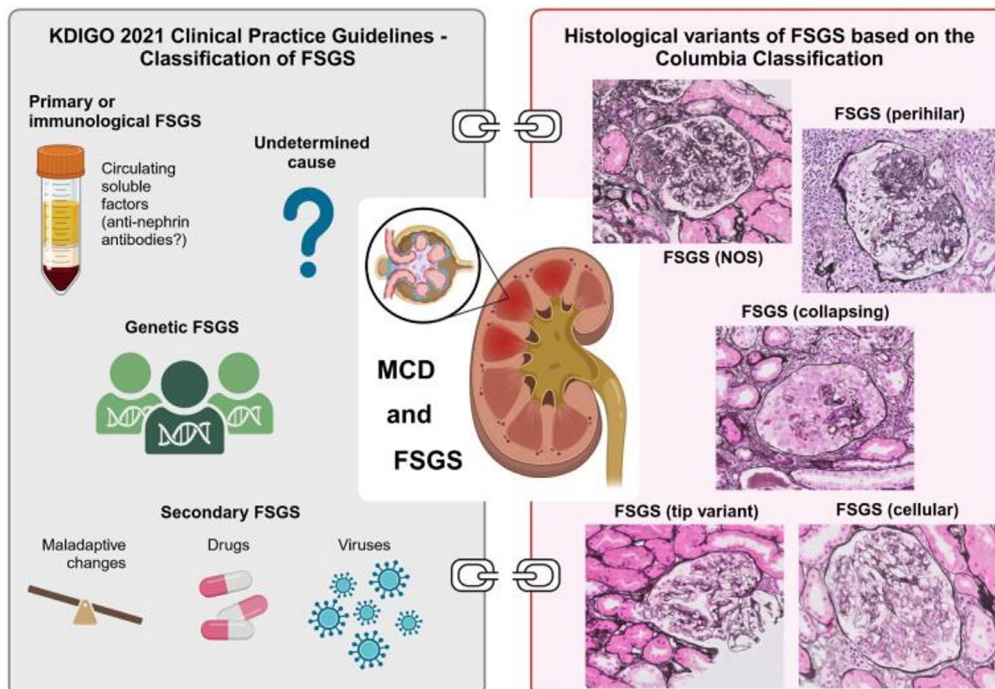 KDIGO 2021 Clinical Practice Guidelines -
Classification of FSGS
Primary or
immunological FSGS
Circulating
soluble
factors
(anti-nephrin
antibodies?)
Undetermined
cause
?
Genetic FSGS
Secondary FSGS
Maladaptive
changes
Drugs
Viruses
MCD
and
FSGS
Histological variants of FSGS based on the
Columbia Classification
FSGS (NOS)
FSGS (perihilar)
FSGS (collapsing)
FSGS (tip variant)
FSGS (cellular)